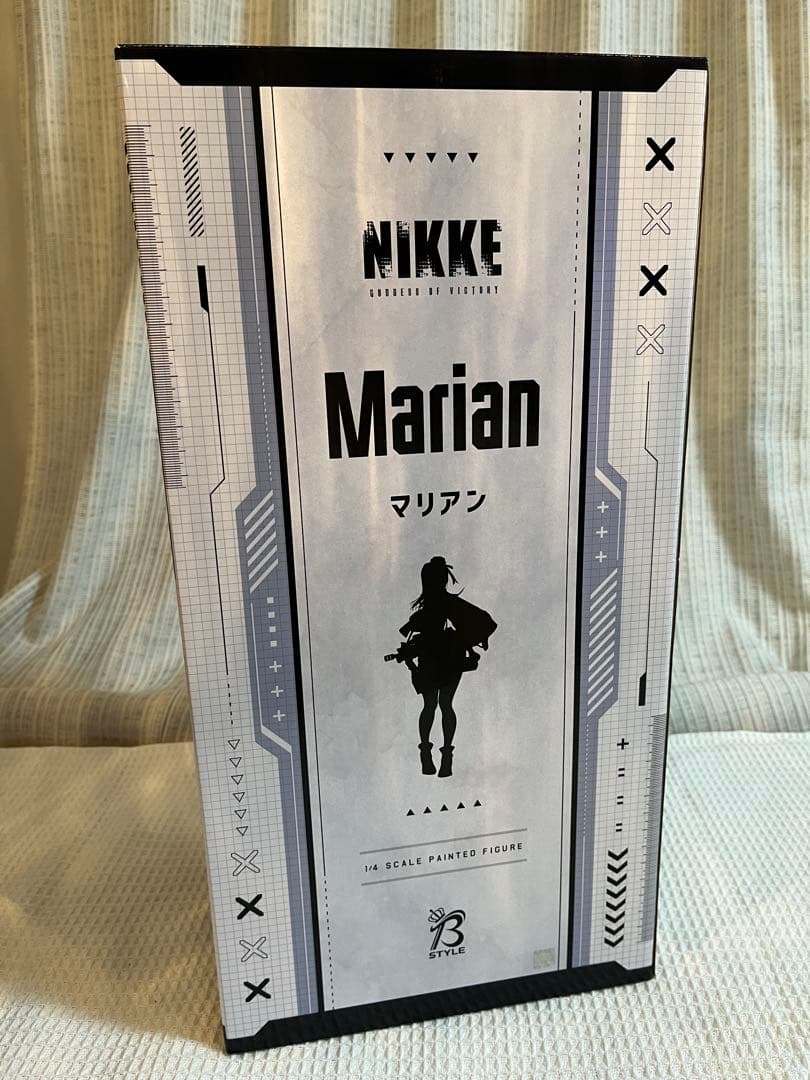 NIKKE
GODDESS OF VICTORY
Marian
マリアン
1/4 SCALE PAINTED FIGURE
B
STYLE